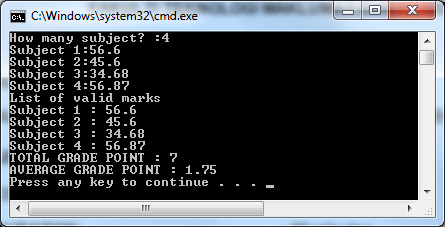 C:\Windows\system32\cmd.exe
How many subject? :4
Subject 1:56.6
Subject 2:45.6
Subject 3:34.68
Subject 4:56.87
List of valid marks
Subject 1 : 56.6
Subject 2 : 45.6
Subject 3 : 34.68
Subject 4 : 56.87
TOTAL GRADE POINT : 7
AVERAGE GRADE POINT : 1.75
Press any key to continue . . .